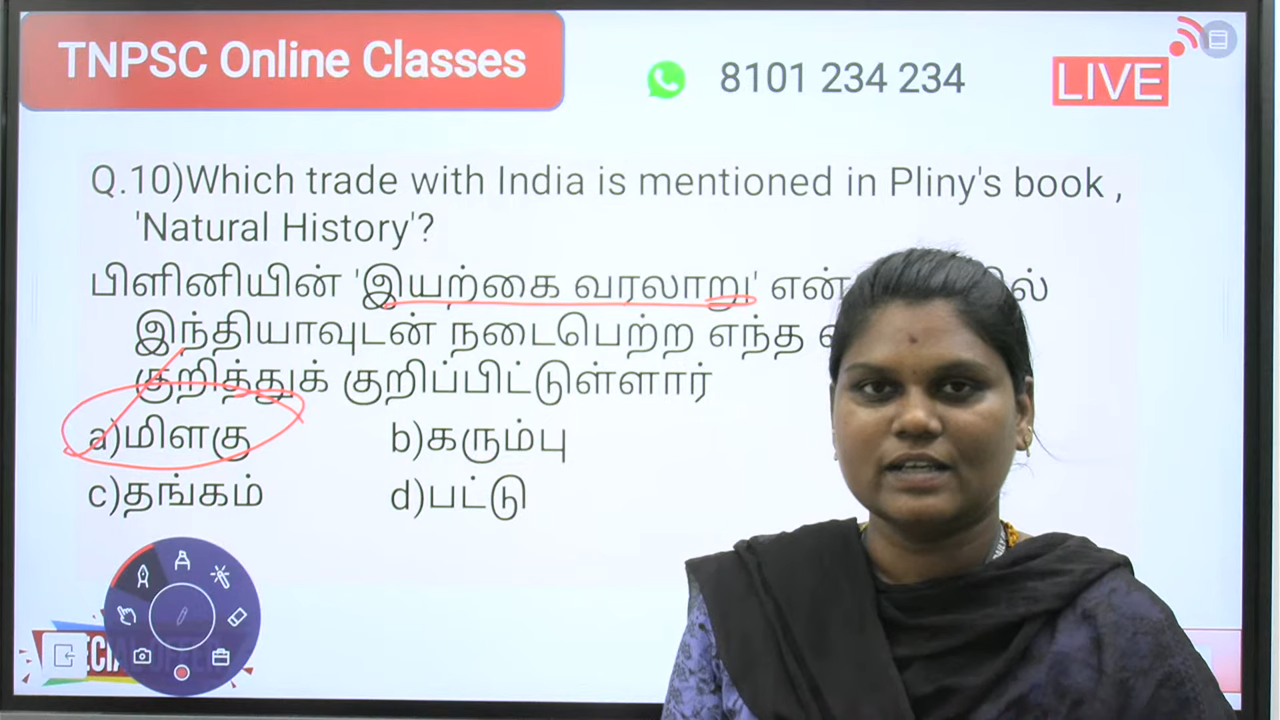 TNPSC Online Classes
8101 234 234
LIVE
Q.10)Which trade with India is mentioned in Pliny's book ,
'Natural History'?
பிளினியின் 'இயற்கை வரலாறு'
இந்தியாவுடன் நடைபெற்ற எந்த
குறித்துக் குறிப்பிட்டுள்ளார்
a)மிளகு b)கரும்பு
c)தங்கம் d)பட்டு